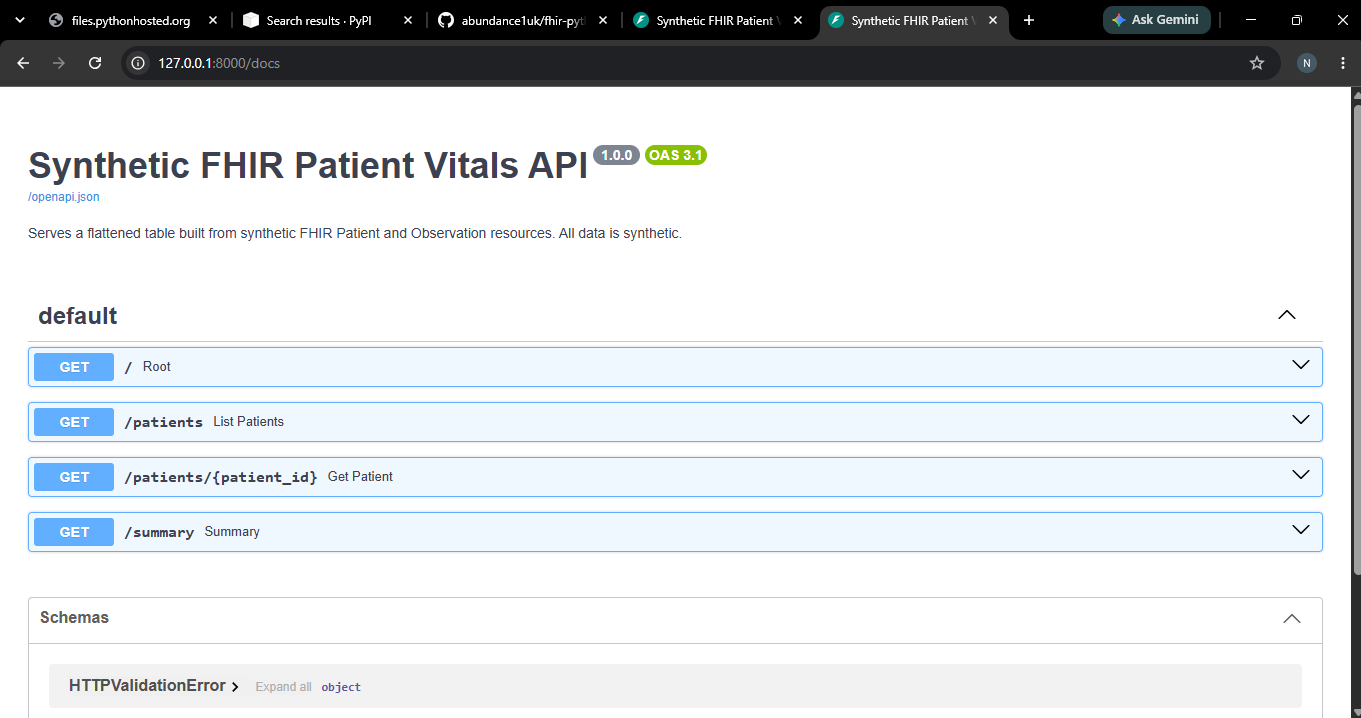 files.pythonhosted.org
Search results · PyPI
abundance1uk/fhir-pyt
Synthetic FHIR Patient
Synthetic FHIR Patient
Ask Gemini
127.0.0.1:8000/docs
N
Synthetic FHIR Patient Vitals API 1.0.0 OAS 3.1
/openapi.json
Serves a flattened table built from synthetic FHIR Patient and Observation resources. All data is synthetic.
default
GET / Root
GET /patients List Patients
GET /patients/{patient_id} Get Patient
GET /summary Summary
Schemas
HTTPValidationError Expand all object